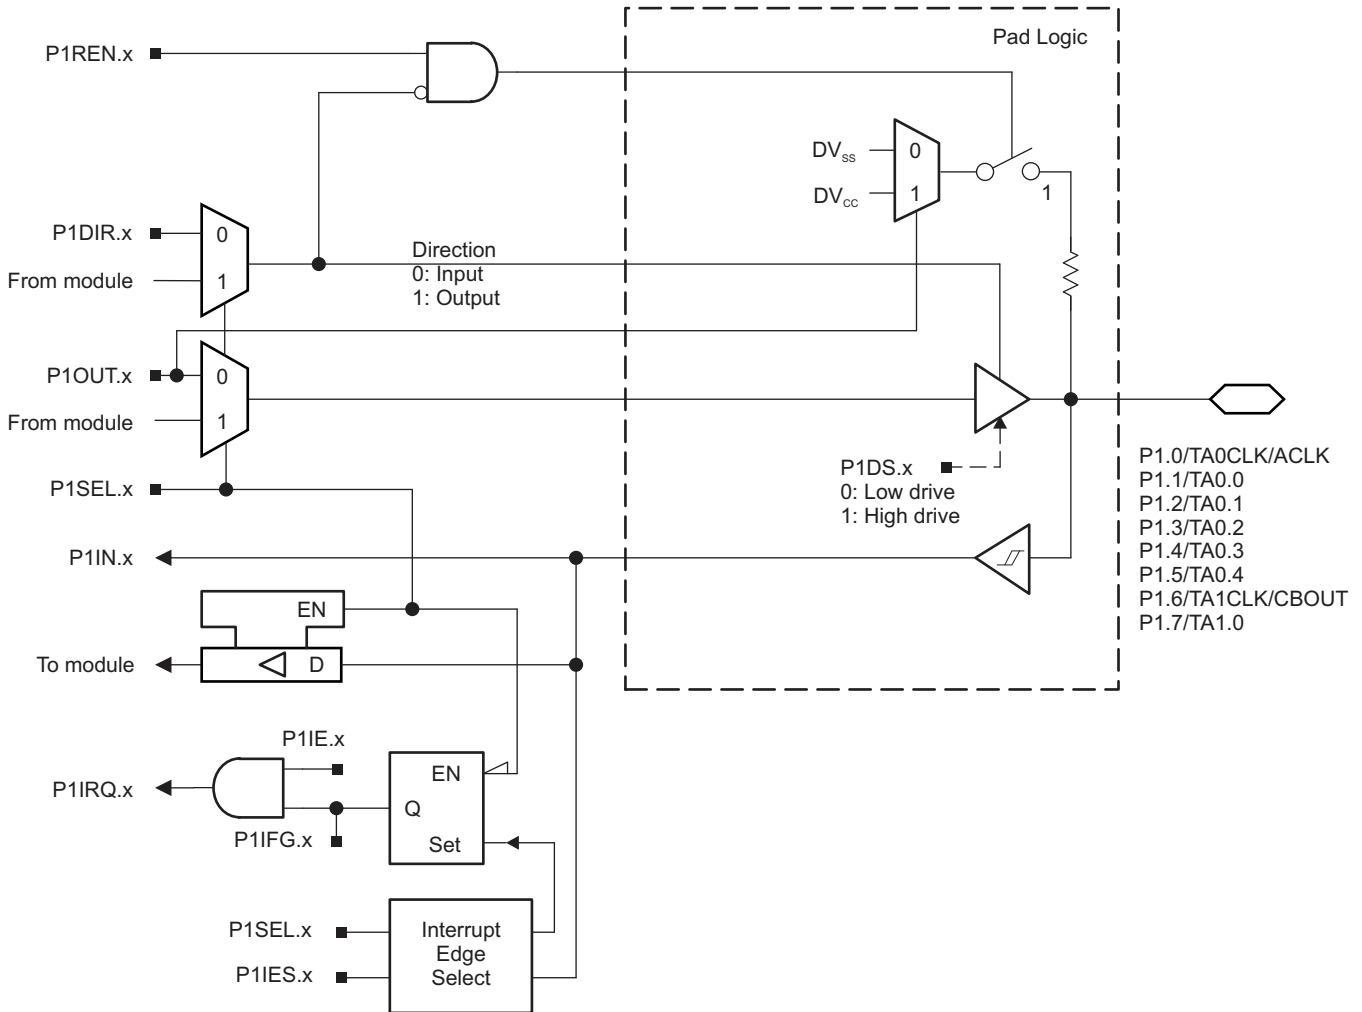 Pad Logic
P1REN.x
DVSS
0
DVCC
1
1
P1DIR.x
0
From module
1
Direction
0: Input
1: Output
P1OUT.x
0
From module
1
P1SEL.x
P1DS.x
0: Low drive
1: High drive
P1.0/TA0CLK/ACLK
P1.1/TA0.0
P1.2/TA0.1
P1.3/TA0.2
P1.4/TA0.3
P1.5/TA0.4
P1.6/TA1CLK/CBOUT
P1.7/TA1.0
P1IN.x
EN
To module
D
P1IE.x
P1IRQ.x
EN
Q
P1IFG.x
Set
P1SEL.x
P1IES.x
Interrupt
Edge
Select